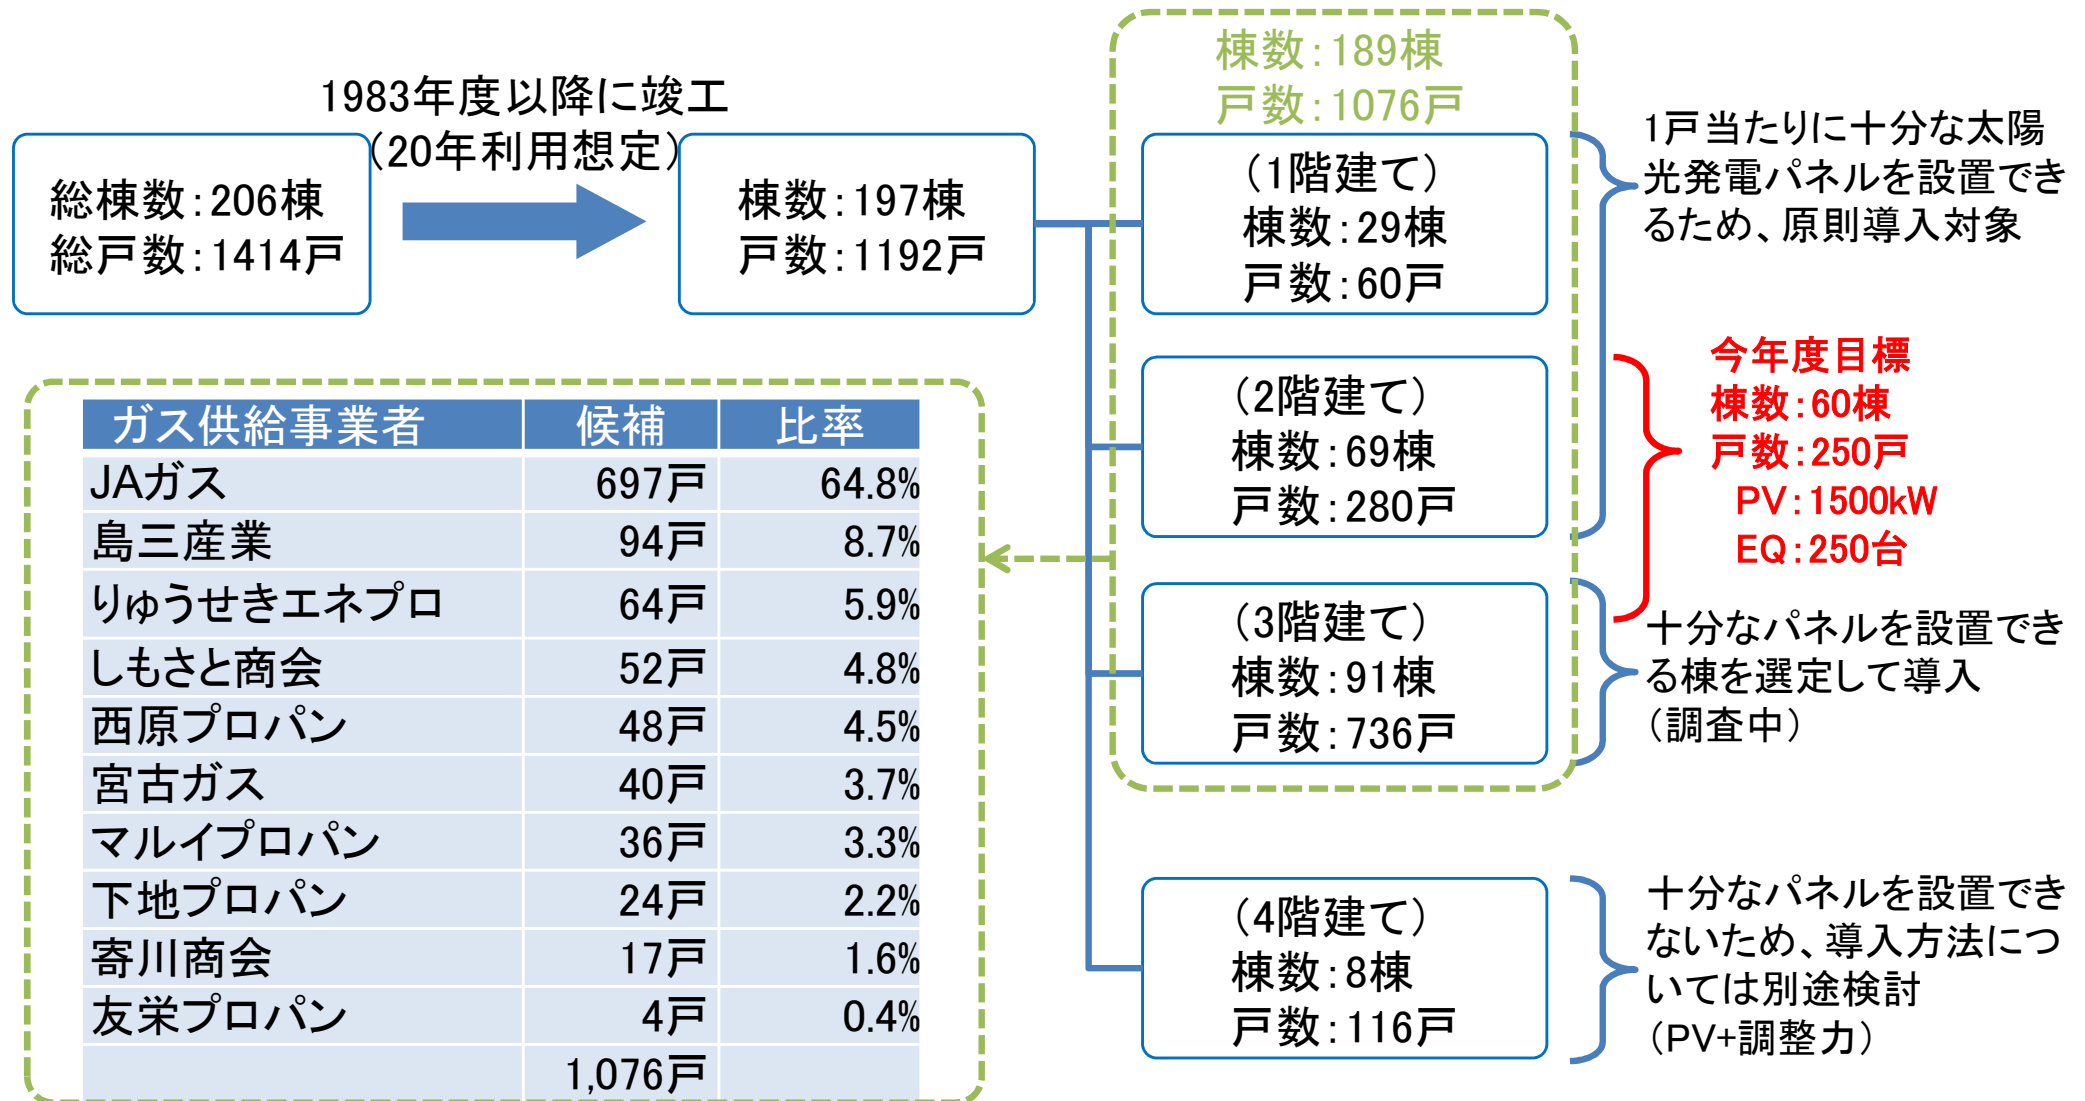 1983年度以降に竣工
（20年利用想定）
総棟数：206棟
総戸数：1414戸
棟数：197棟
戸数：1192戸
棟数：189棟
戸数：1076戸
（1階建て）
棟数：29棟
戸数：60戸
（2階建て）
棟数：69棟
戸数：280戸
（3階建て）
棟数：91棟
戸数：736戸
（4階建て）
棟数：8棟
戸数：116戸
1戸当たりに十分な太陽
光発電パネルを設置でき
るため、原則導入対象
今年度目標
棟数：60棟
戸数：250戸
PV：1500kW
EQ：250台
十分なパネルを設置でき
る棟を選定して導入
（調査中）
十分なパネルを設置でき
ないため、導入方法につ
いては別途検討
（PV+調整力）
ガス供給事業者 候補 比率
JAガス 697戸 64.8%
島三産業 94戸 8.7%
りゅうせきエネプロ 64戸 5.9%
しもさと商会 52戸 4.8%
西原プロパン 48戸 4.5%
宮古ガス 40戸 3.7%
マルイプロパン 36戸 3.3%
下地プロパン 24戸 2.2%
寄川商会 17戸 1.6%
友栄プロパン 4戸 0.4%
1,076戸